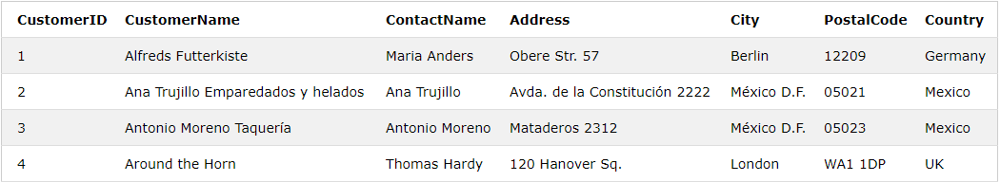 CustomerID CustomerName ContactName Address City PostalCode Country
1 Alfreds Futterkiste Maria Anders Obere Str. 57 Berlin 12209 Germany
2 Ana Trujillo Emparedados y helados Ana Trujillo Avda. de la Constitución 2222 México D.F. 05021 Mexico
3 Antonio Moreno Taquería Antonio Moreno Mataderos 2312 México D.F. 05023 Mexico
4 Around the Horn Thomas Hardy 120 Hanover Sq. London WA1 1DP UK